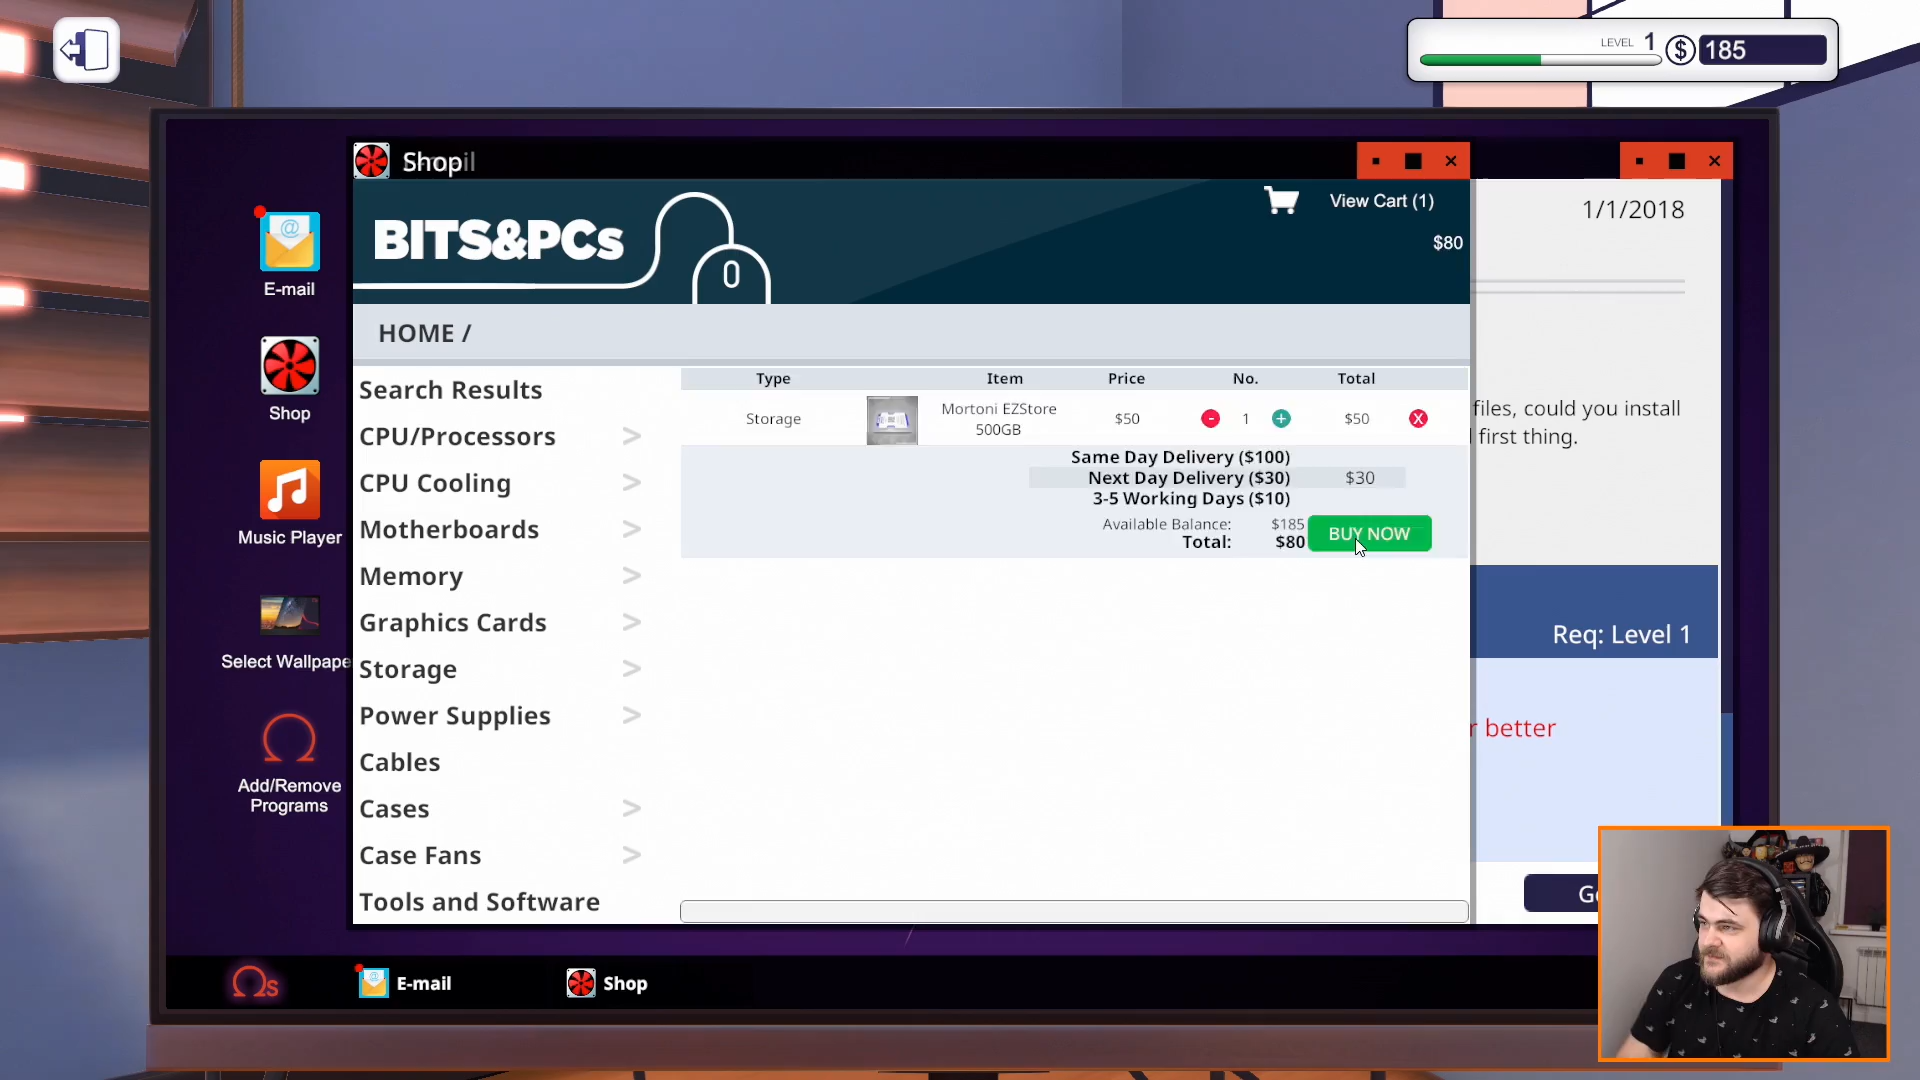 LEVEL 1
$ 185
Shop
BITS&PCs
View Cart (1)
$80
1/1/2018
HOME /
E-mail
Shop
Music Player
Select Wallpape
Add/Remove
Programs
Search Results
CPU/Processors >
CPU Cooling >
Motherboards >
Memory >
Graphics Cards >
Storage >
Power Supplies >
Cables
Cases >
Case Fans >
Tools and Software
Type Item Price No. Total
Storage Mortoni EZStore
500GB $50 - 1 + $50 X
Same Day Delivery ($100)
Next Day Delivery ($30) $30
3-5 Working Days ($10)
Available Balance: $185
Total: $80
BUY NOW
files, could you install
first thing.
Req: Level 1
better
E-mail
Shop